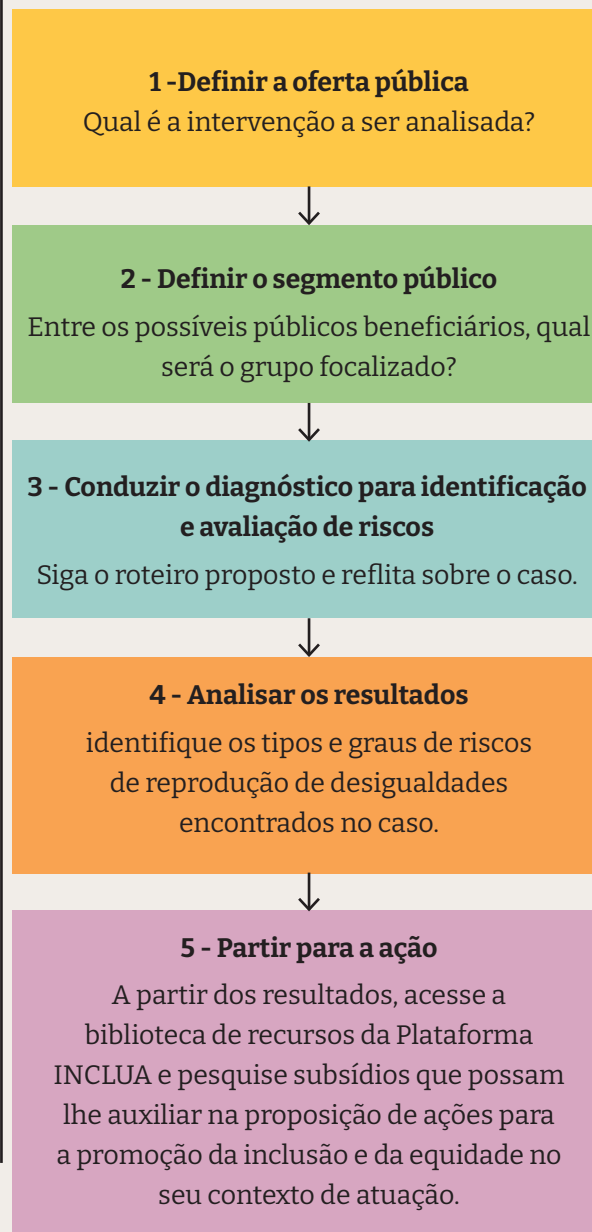 1 -Definir a oferta pública
Qual é a intervenção a ser analisada?
2 - Definir o segmento público
Entre os possíveis públicos beneficiários, qual
será o grupo focalizado?
3 - Conduzir o diagnóstico para identificação
e avaliação de riscos
Siga o roteiro proposto e reflita sobre o caso.
4 - Analisar os resultados
identifique os tipos e graus de riscos
de reprodução de desigualdades
encontrados no caso.
5 - Partir para a ação
A partir dos resultados, acesse a
biblioteca de recursos da Plataforma
INCLUA e pesquise subsídios que possam
lhe auxiliar na proposição de ações para
a promoção da inclusão e da equidade no
seu contexto de atuação.